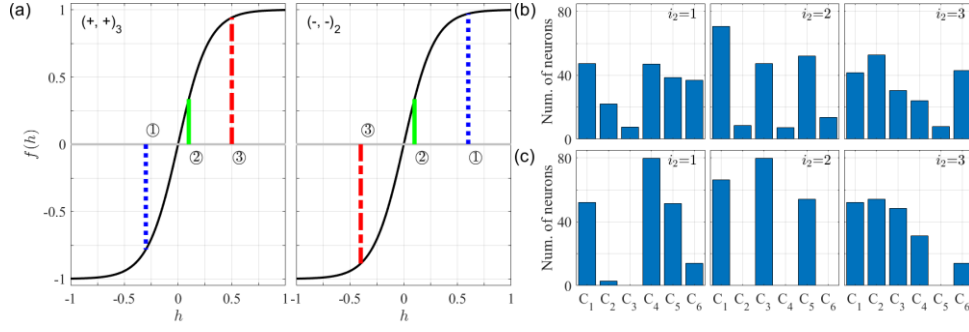 (a)
(+, +)₃
(-, -)₂
f(h)
1
0.5
0
-0.5
-1
①
②
③
③
②
①
-1 -0.5 0 0.5 1
-1 -0.5 0 0.5 1
h
h
(b)
Num. of neurons
80
40
0
i₂=1
i₂=2
i₂=3
(c)
Num. of neurons
80
40
0
i₂=1
i₂=2
i₂=3
C₁ C₂ C₃ C₄ C₅ C₆
C₁ C₂ C₃ C₄ C₅ C₆
C₁ C₂ C₃ C₄ C₅ C₆